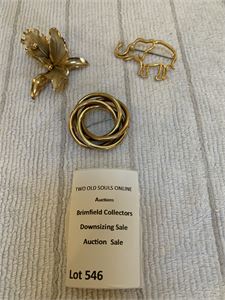 TWO OLD SOULS ONLINE
Auctions
Brimfield Collectors
Downsizing Sale
Auction Sale
Lot 546